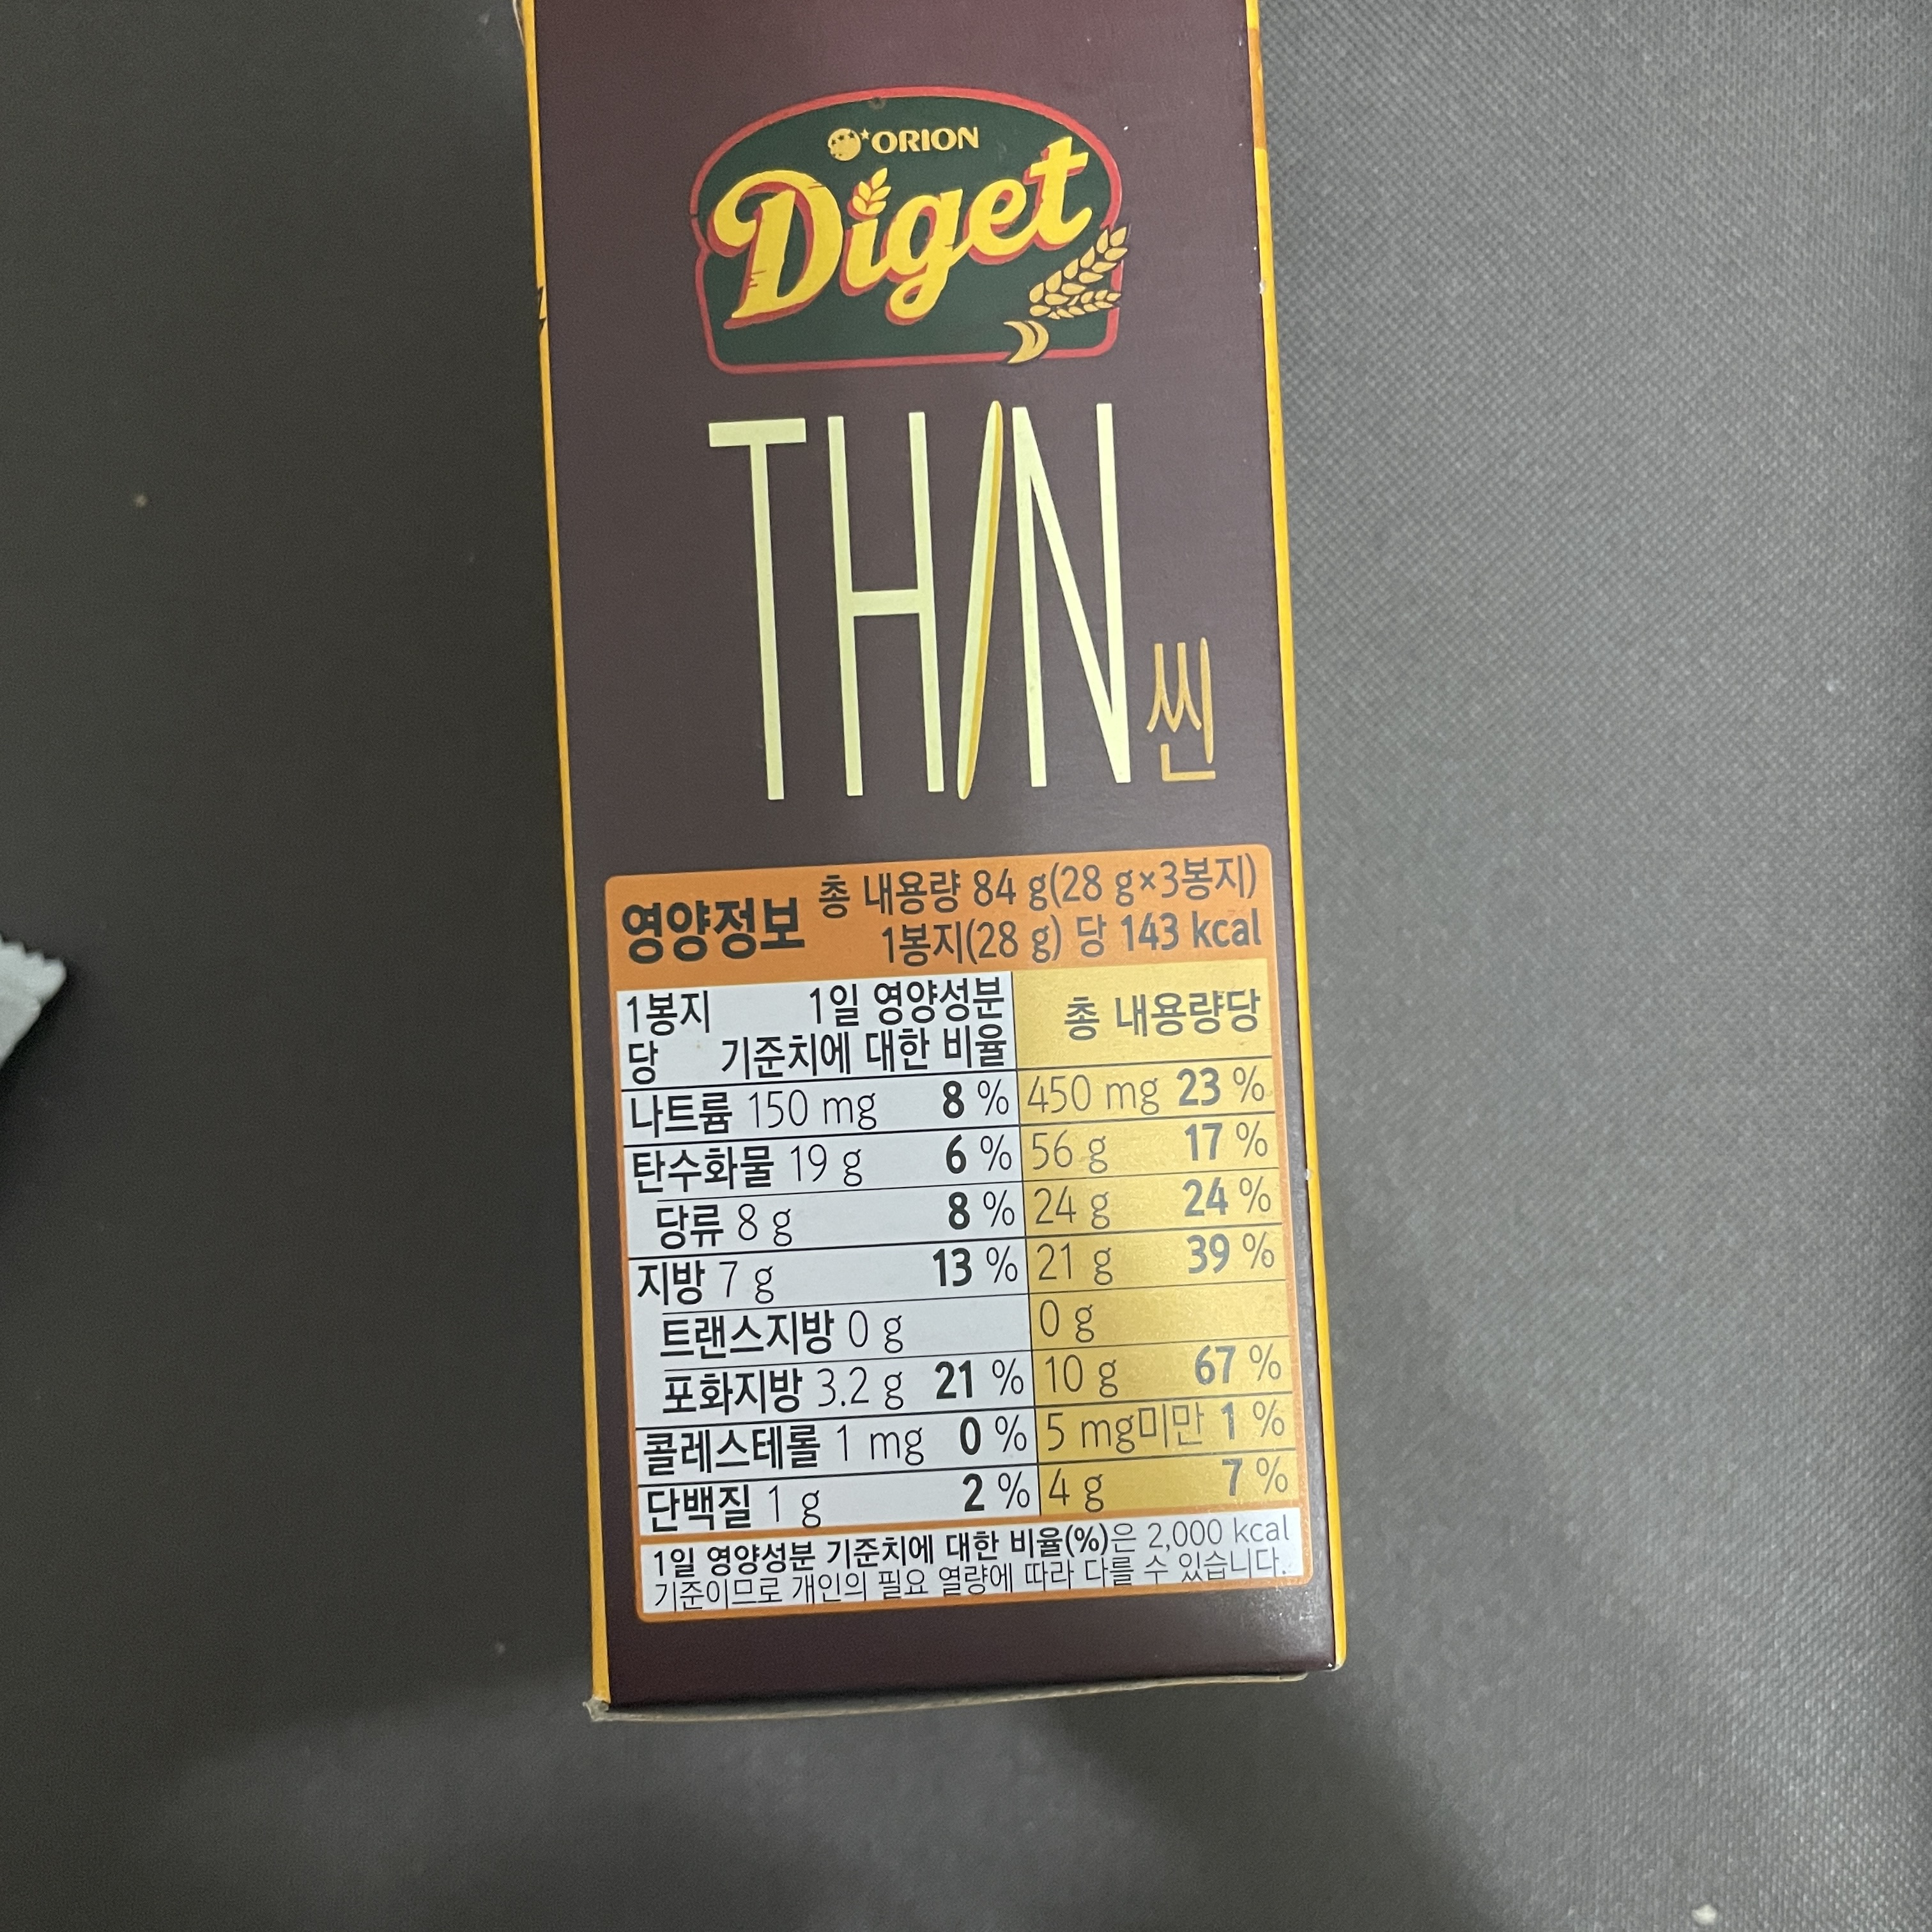 ORION
Diget
THIN 씬
영양정보 총 내용량 84 g(28 g×3봉지)
1봉지(28 g) 당 143 kcal
1봉지 1일 영양성분 총 내용량당
당 기준치에 대한 비율
나트륨 150 mg 8 % 450 mg 23 %
탄수화물 19 g 6 % 56 g 17 %
당류 8 g 8 % 24 g 24 %
지방 7 g 13 % 21 g 39 %
트랜스지방 0 g 0 g
포화지방 3.2 g 21 % 10 g 67 %
콜레스테롤 1 mg 0 % 5 mg미만 1 %
단백질 1 g 2 % 4 g 7 %
1일 영양성분 기준치에 대한 비율(%)은 2,000 kcal
기준이므로 개인의 필요 열량에 따라 다를 수 있습니다.